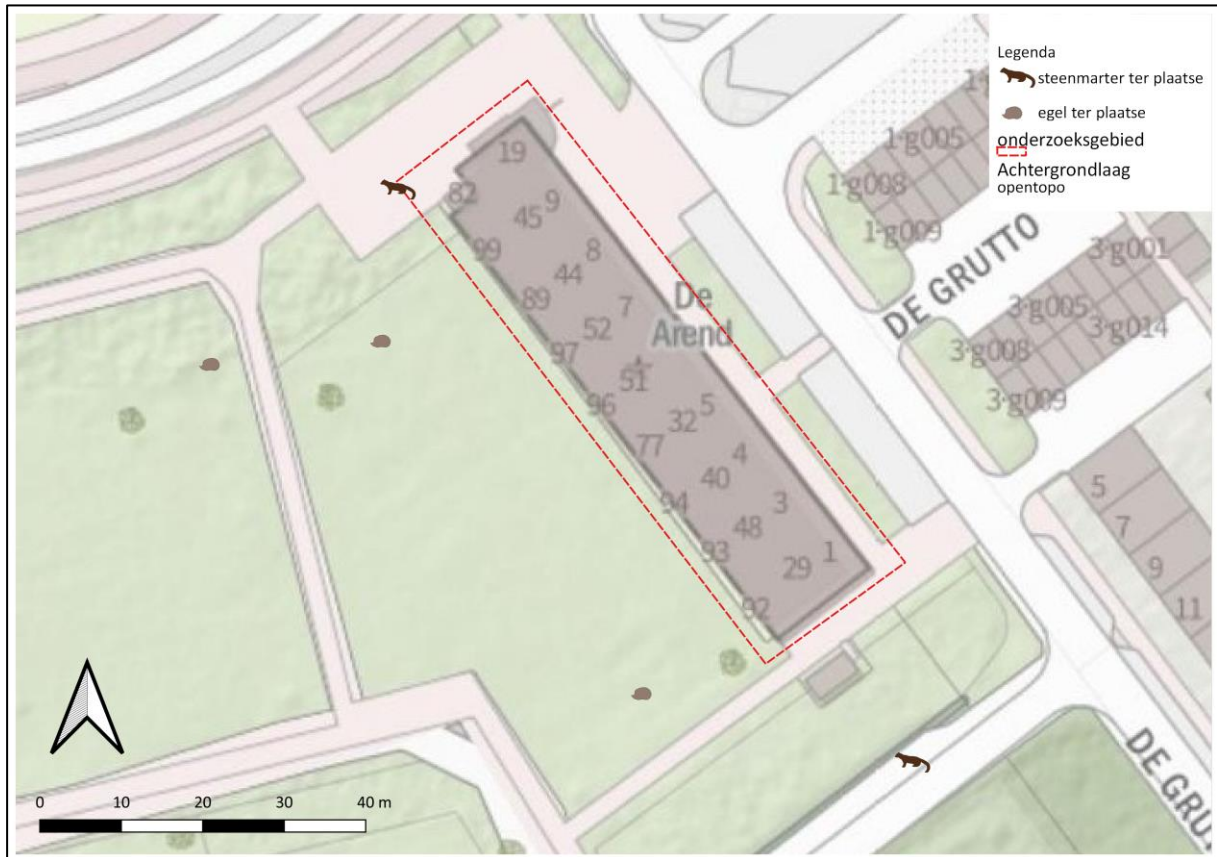 Legenda
steenmarter ter plaatse
egel ter plaatse
onderzoeksgebied
Achtergrondlaag
opentopo
1-g005
1-g008
1-g009
DE GRUTTO
3-g001
3-g005
3-g014
3-g008
3-g009
19
82
9
45
99
8
44
89
7
De
Arend
52
97
51
96
5
32
77
4
40
94
3
48
93
1
29
92
5
7
9
11
DE GRU
0 10 20 30 40 m